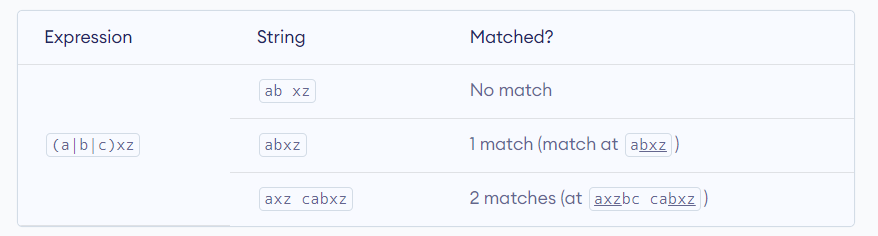 Expression String Matched?
ab xz No match
(a|b|c)xz abxz 1 match (match at abxz)
axz cabxz 2 matches (at axzbc cabxz)